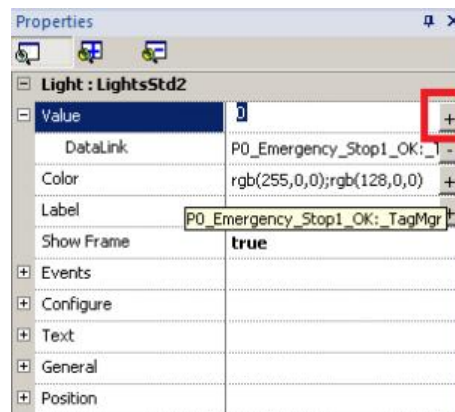 Properties
Light : LightsStd2
Value 0 +
DataLink P0_Emergency_Stop1_OK:_T -
Color rgb(255,0,0);rgb(128,0,0) +
Label P0_Emergency_Stop1_OK:_TagMgr +
Show Frame true
Events
Configure
Text
General
Position